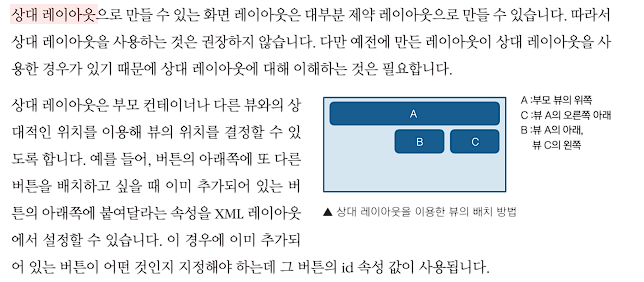 상대 레이아웃으로 만들 수 있는 화면 레이아웃은 대부분 제약 레이아웃으로 만들 수 있습니다. 따라서
상대 레이아웃을 사용하는 것은 권장하지 않습니다. 다만 예전에 만든 레이아웃이 상대 레이아웃을 사
용한 경우가 있기 때문에 상대 레이아웃에 대해 이해하는 것은 필요합니다.
상대 레이아웃은 부모 컨테이너나 다른 뷰와의 상
대적인 위치를 이용해 뷰의 위치를 결정할 수 있
도록 합니다. 예를 들어, 버튼의 아래쪽에 또 다른
버튼을 배치하고 싶을 때 이미 추가되어 있는 버
튼의 아래쪽에 붙여달라는 속성을 XML 레이아웃
에서 설정할 수 있습니다. 이 경우에 이미 추가되
어 있는 버튼이 어떤 것인지 지정해야 하는데 그 버튼의 id 속성 값이 사용됩니다.
A
B C
A :부모 뷰의 위쪽
C :뷰 A의 오른쪽 아래
B :뷰 A의 아래,
뷰 C의 왼쪽
▲ 상대 레이아웃을 이용한 뷰의 배치 방법